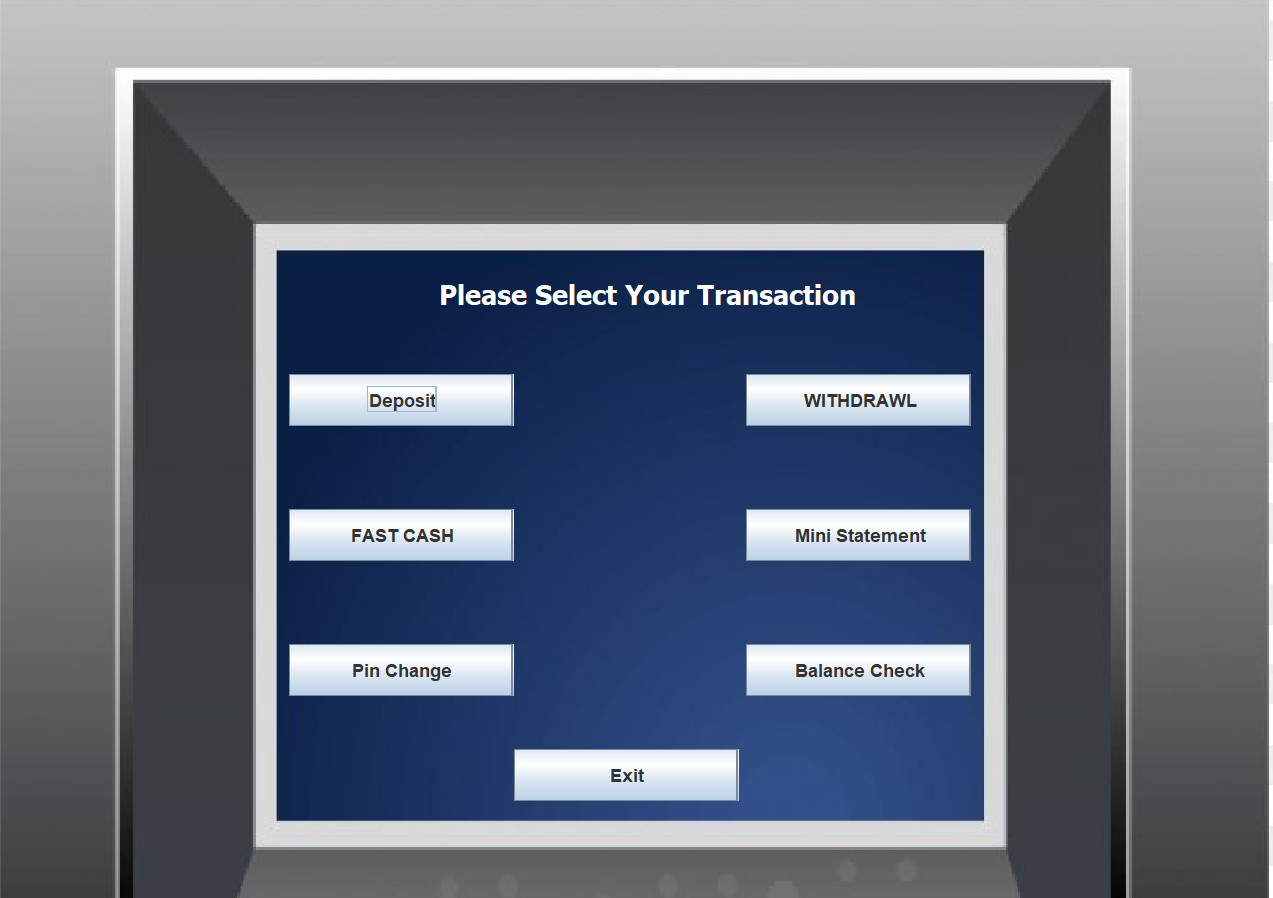 Please Select Your Transaction
Deposit
WITHDRAWL
FAST CASH
Mini Statement
Pin Change
Balance Check
Exit